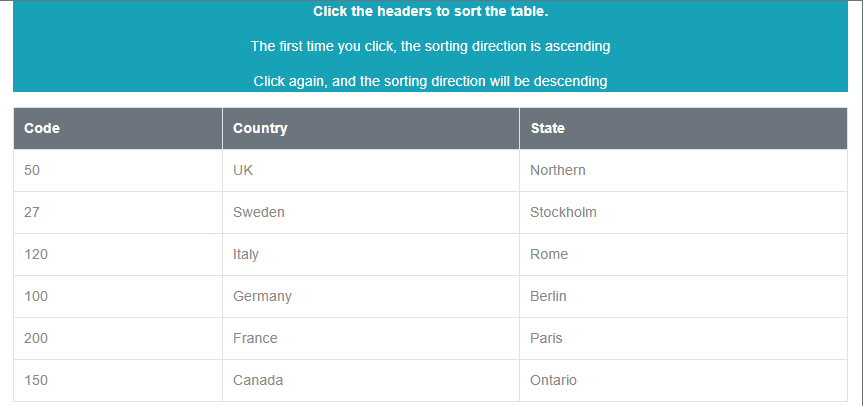 Click the headers to sort the table.
The first time you click, the sorting direction is ascending
Click again, and the sorting direction will be descending
Code Country State
50 UK Northern
27 Sweden Stockholm
120 Italy Rome
100 Germany Berlin
200 France Paris
150 Canada Ontario